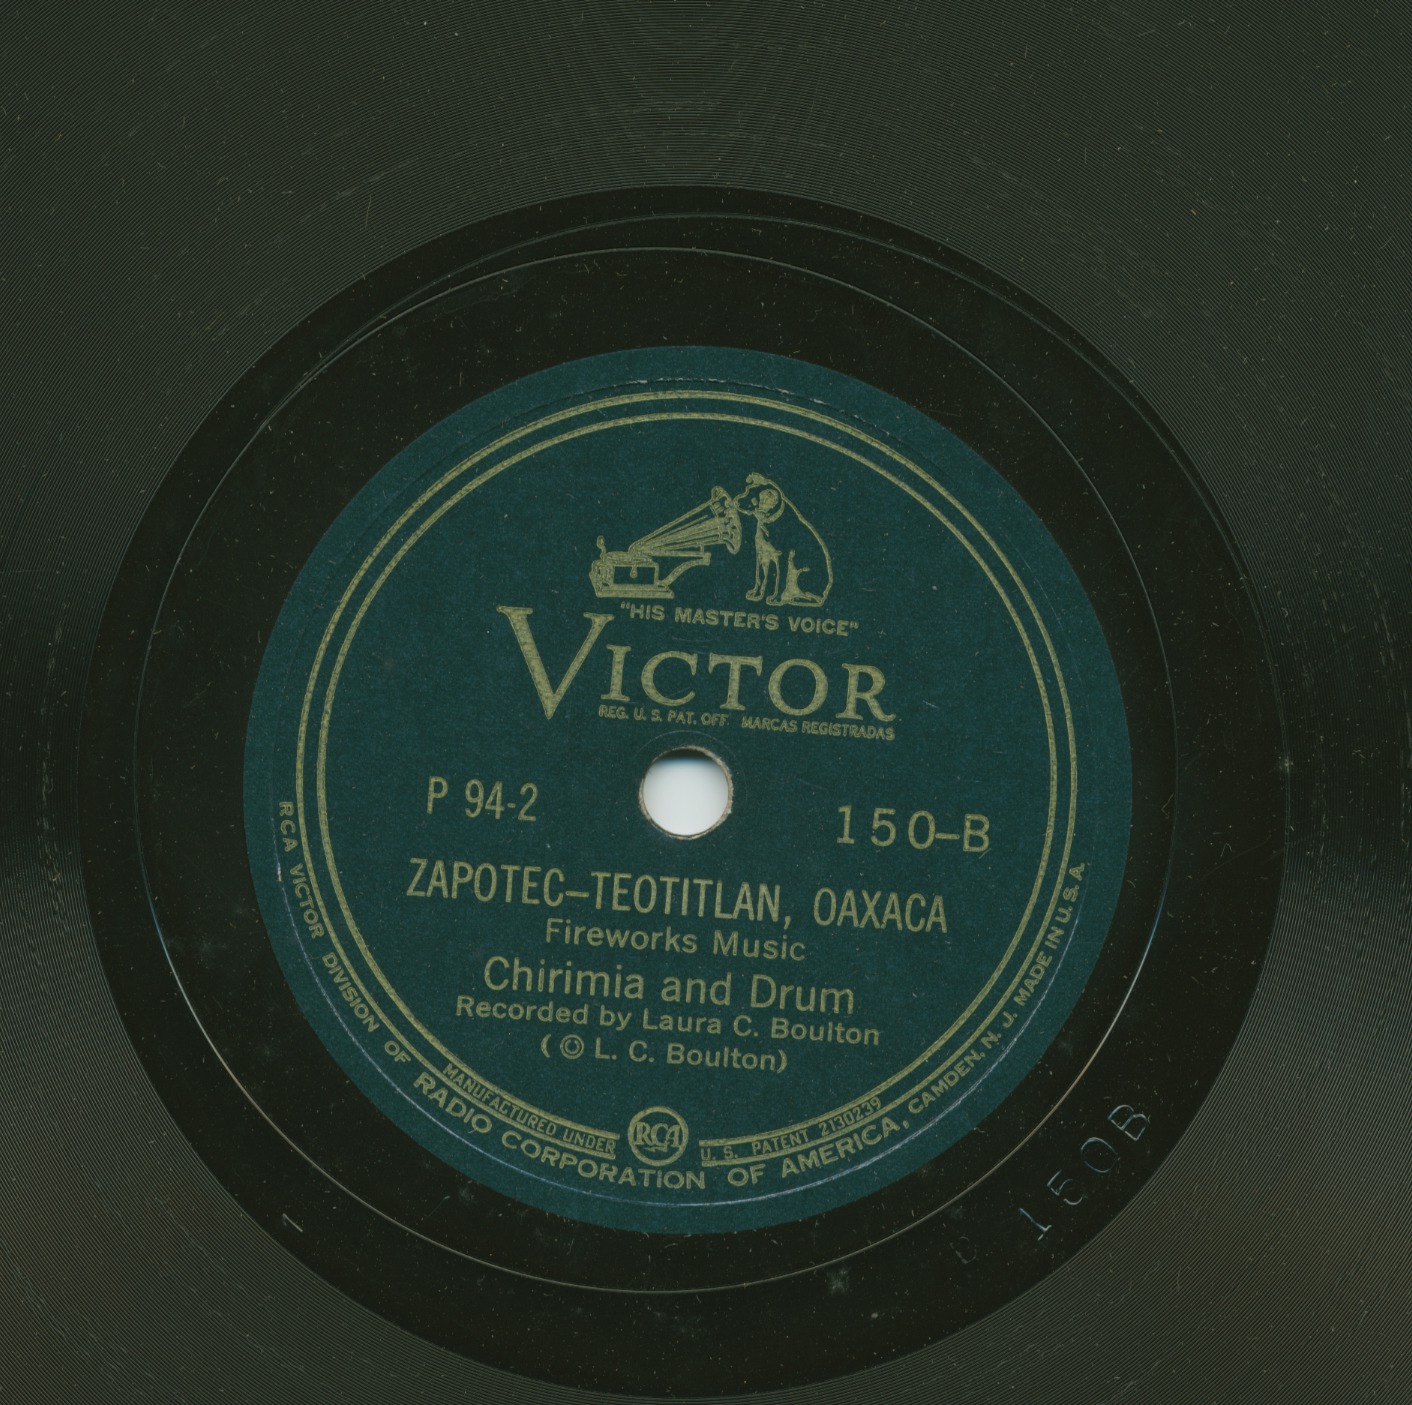 "HIS MASTER'S VOICE"
VICTOR
REG. U. S. PAT. OFF. MARCAS REGISTRADAS
P 94-2
150-B
ZAPOTEC-TEOTITLAN, OAXACA
Fireworks Music
Chirimia and Drum
Recorded by Laura C. Boulton
(© L. C. Boulton)
MANUFACTURED UNDER RCA U. S. PATENT 2130239
RCA VICTOR DIVISION OF RADIO CORPORATION OF AMERICA, CAMDEN, N. J. MADE IN U. S. A.
150B
1